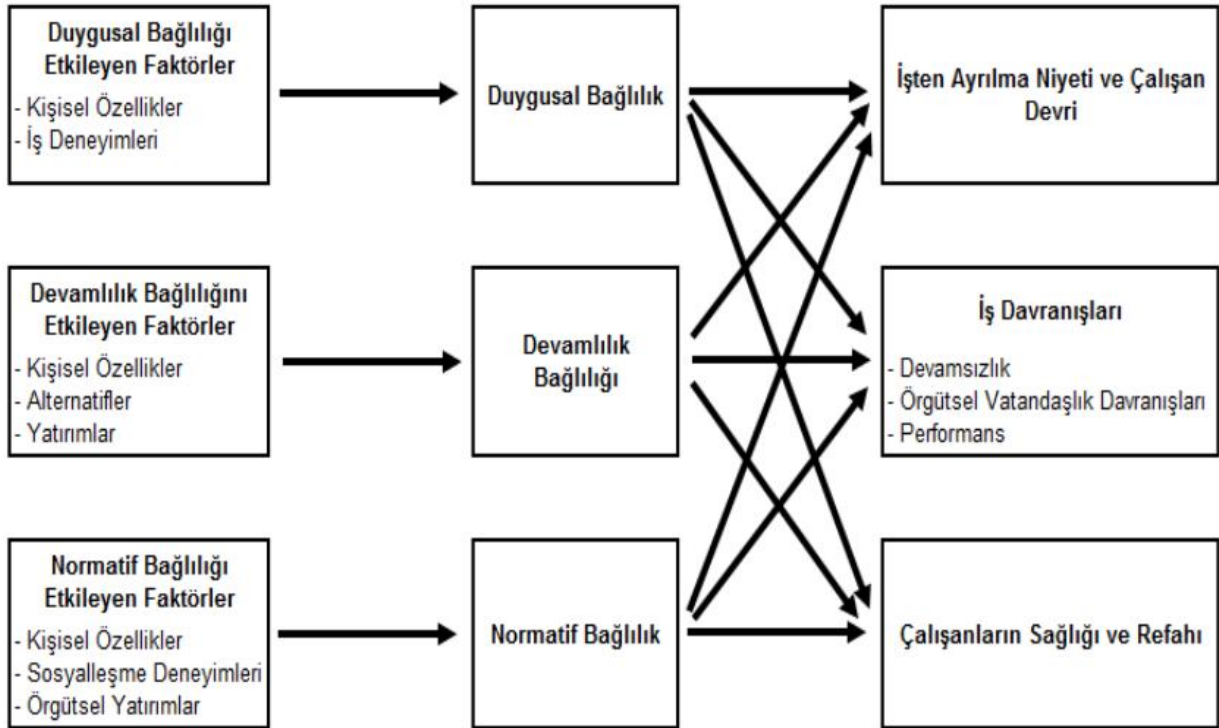 Duygusal Bağlılığı
Etkileyen Faktörler
- Kişisel Özellikler
- İş Deneyimleri
Duygusal Bağlılık
İşten Ayrılma Niyeti ve Çalışan
Devri
Devamlılık Bağlılığını
Etkileyen Faktörler
- Kişisel Özellikler
- Alternatifler
- Yatırımlar
Devamlılık
Bağlılığı
İş Davranışları
- Devamsızlık
- Örgütsel Vatandaşlık Davranışları
- Performans
Normatif Bağlılığı
Etkileyen Faktörler
- Kişisel Özellikler
- Sosyalleşme Deneyimleri
- Örgütsel Yatırımlar
Normatif Bağlılık
Çalışanların Sağlığı ve Refahı